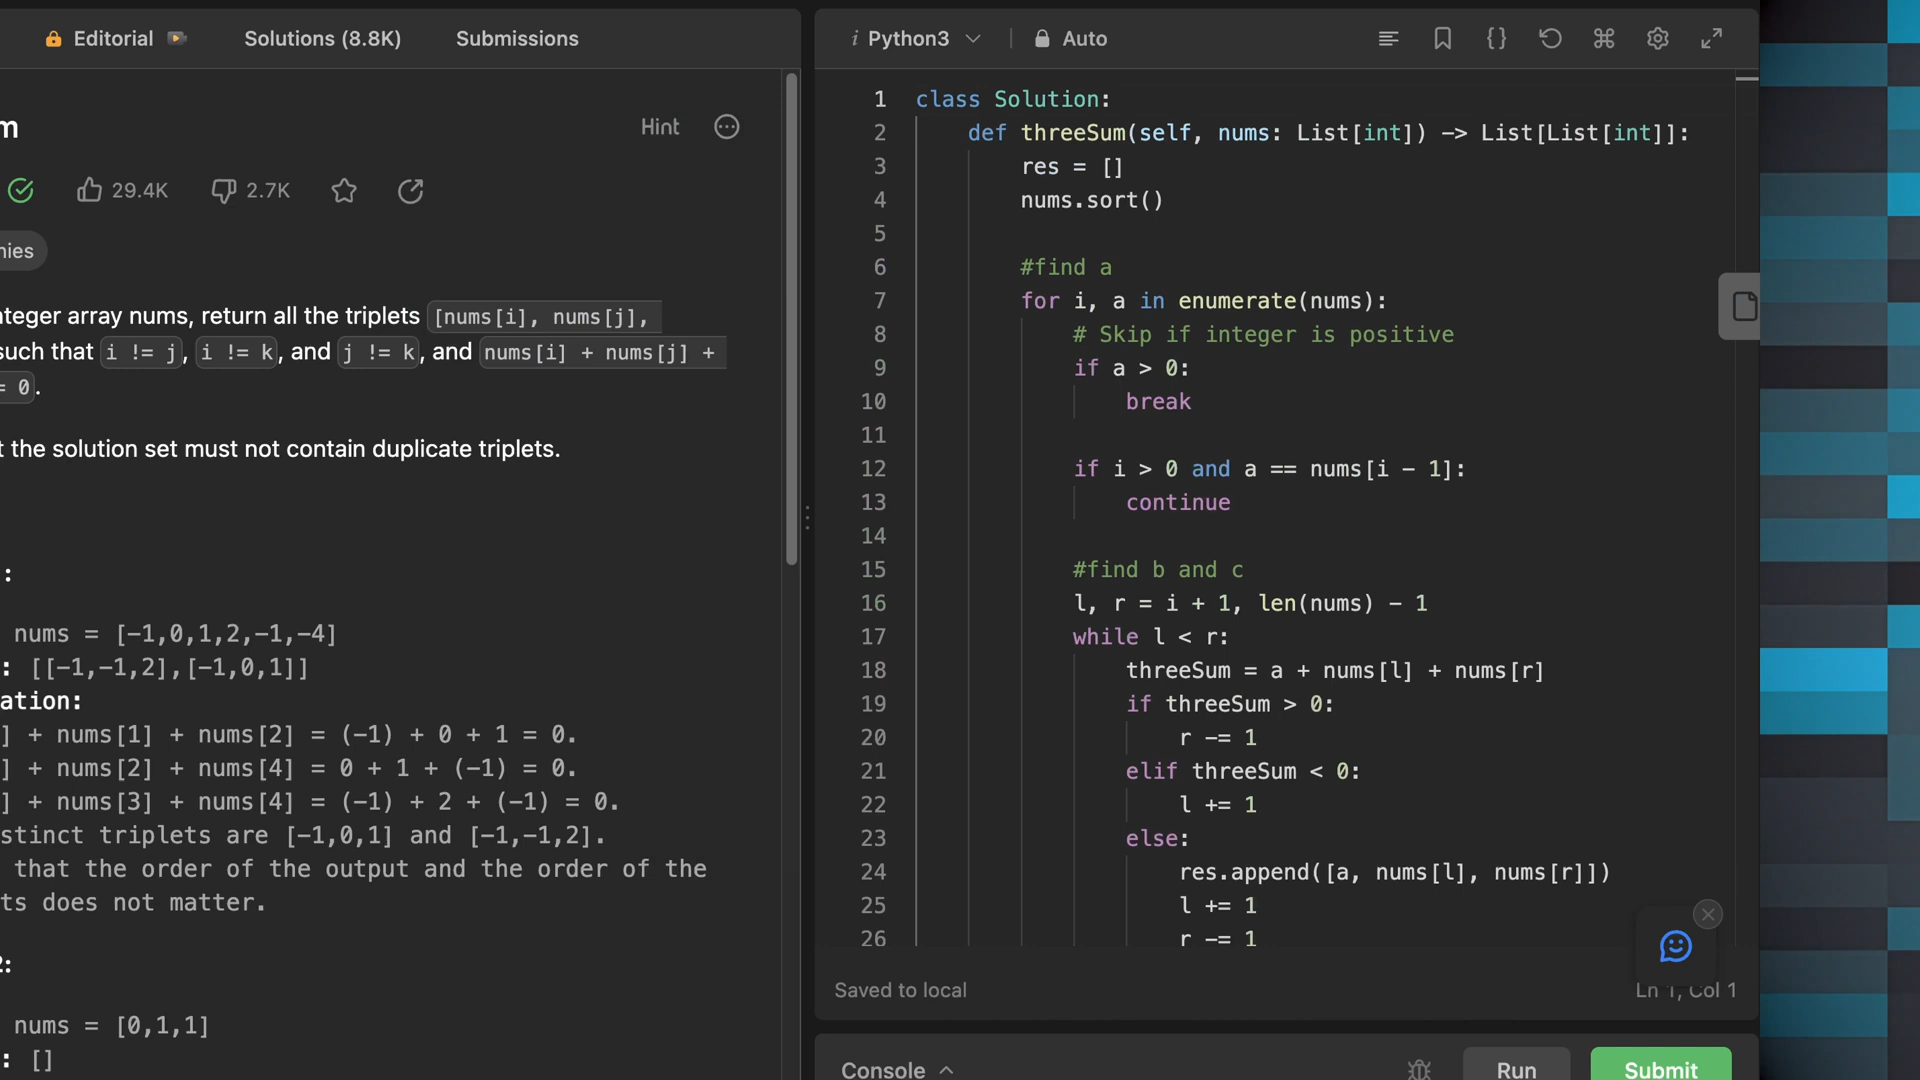 Editorial
Solutions (8.8K)
Submissions
m
Hint
29.4K
2.7K
nies
nteger array nums, return all the triplets [nums[i], nums[j],
such that i != j, i != k, and j != k, and nums[i] + nums[j] +
= 0.
t the solution set must not contain duplicate triplets.
:
nums = [-1,0,1,2,-1,-4]
: [[-1,-1,2],[-1,0,1]]
ation:
] + nums[1] + nums[2] = (-1) + 0 + 1 = 0.
] + nums[2] + nums[4] = 0 + 1 + (-1) = 0.
] + nums[3] + nums[4] = (-1) + 2 + (-1) = 0.
stinct triplets are [-1,0,1] and [-1,-1,2].
that the order of the output and the order of the
ts does not matter.
2:
nums = [0,1,1]
: []
i Python3
Auto
1 class Solution:
2 def threeSum(self, nums: List[int]) -> List[List[int]]:
3 res = []
4 nums.sort()
5
6 #find a
7 for i, a in enumerate(nums):
8 # Skip if integer is positive
9 if a > 0:
10 break
11
12 if i > 0 and a == nums[i - 1]:
13 continue
14
15 #find b and c
16 l, r = i + 1, len(nums) - 1
17 while l < r:
18 threeSum = a + nums[l] + nums[r]
19 if threeSum > 0:
20 r -= 1
21 elif threeSum < 0:
22 l += 1
23 else:
24 res.append([a, nums[l], nums[r]])
25 l += 1
26 r -= 1
Saved to local
Ln 1, Col 1
Console
Run
Submit